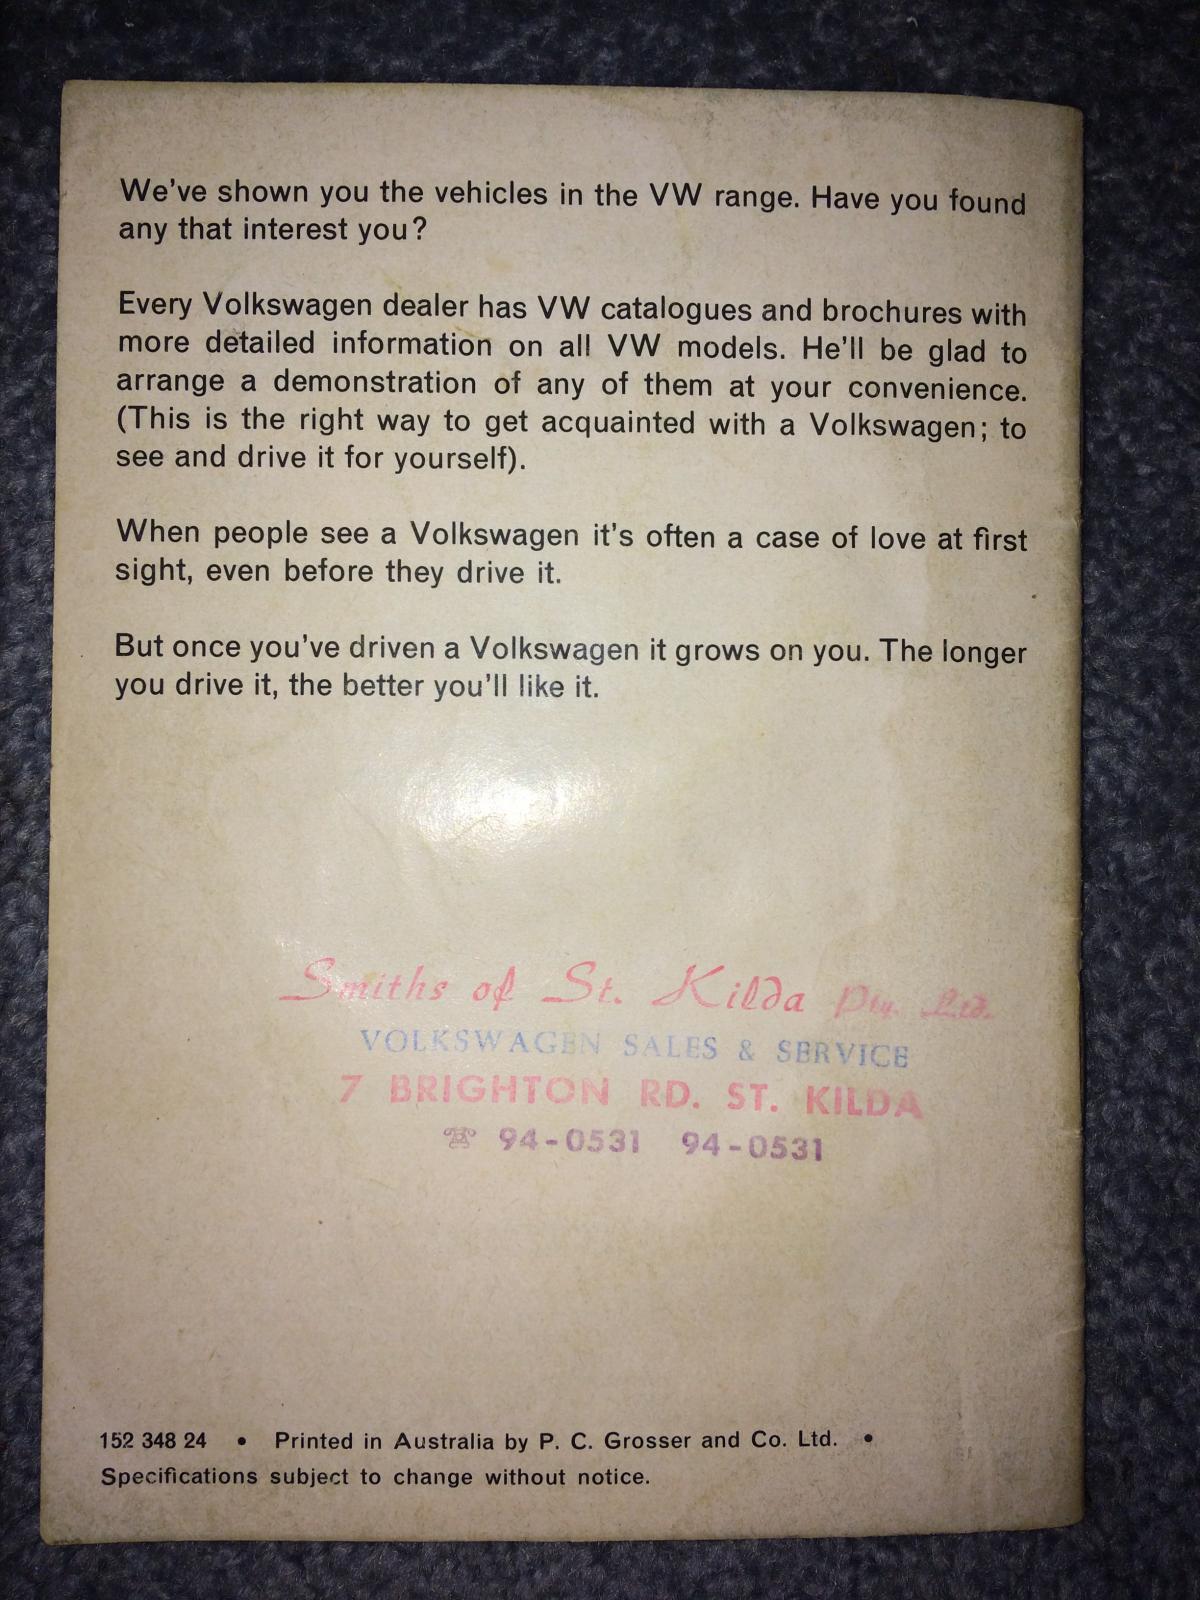 We've shown you the vehicles in the VW range. Have you found
any that interest you?
Every Volkswagen dealer has VW catalogues and brochures with
more detailed information on all VW models. He'll be glad to
arrange a demonstration of any of them at your convenience.
(This is the right way to get acquainted with a Volkswagen; to
see and drive it for yourself).
When people see a Volkswagen it's often a case of love at first
sight, even before they drive it.
But once you've driven a Volkswagen it grows on you. The longer
you drive it, the better you'll like it.
Smiths of St. Kilda Pty. Ltd.
VOLKSWAGEN SALES & SERVICE
7 BRIGHTON RD. ST. KILDA
☎ 94-0531 94-0531
152 348 24 • Printed in Australia by P. C. Grosser and Co. Ltd. •
Specifications subject to change without notice.